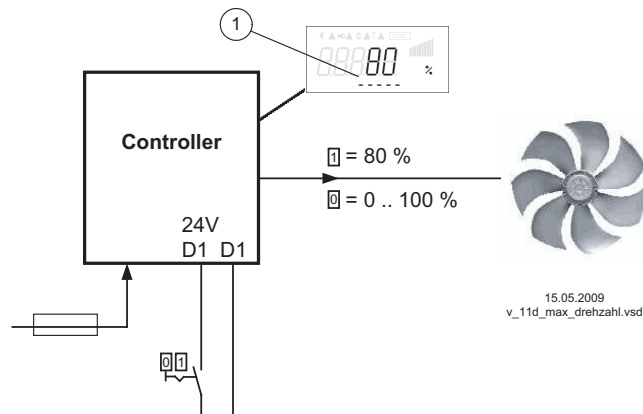 1
80
%
Controller
1 = 80 %
0 = 0 .. 100 %
24V
D1 D1
15.05.2009
v_11d_max_drehzahl.vsd
0 1